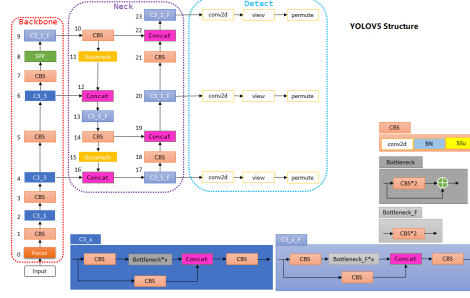 Backbone
Neck
Detect
YOLOV5 Structure
9 C3_1_F
8 SPP
7 CBS
6 C3_3
5 CBS
4 C3_3
3 CBS
2 C3_1
1 CBS
0 Focus
Input
10 CBS
11 Upsample
12 Concat
13 C3_1_F
14 CBS
15 Upsample
16 Concat
23 C3_1_F
22 Concat
21 CBS
20 C3_1_F
19 Concat
18 CBS
17 C3_1_F
conv2d view permute
conv2d view permute
conv2d view permute
CBS
conv2d BN Silu
Bottleneck
CBS*2
Bottleneck_F
CBS*2
C3_x
CBS Bottleneck*x Concat CBS
CBS
C3_x_F
CBS Bottleneck_F*x Concat CBS
CBS